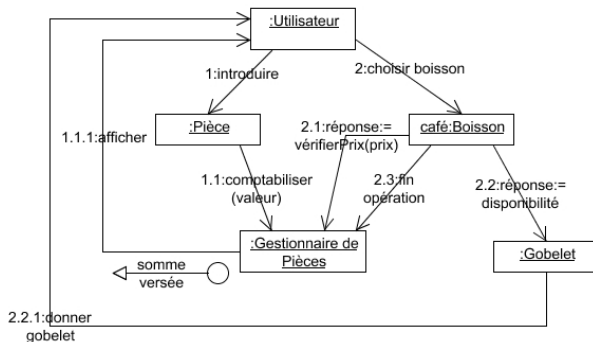 :Utilisateur
1:introduire
2:choisir boisson
1.1.1:afficher
:Pièce
2.1:réponse:=
vérifierPrix(prix)
café:Boisson
1.1:comptabiliser
(valeur)
2.3:fin
opération
2.2:réponse:=
disponibilité
:Gestionnaire de
Pièces
:Gobelet
somme
versée
2.2.1:donner
gobelet